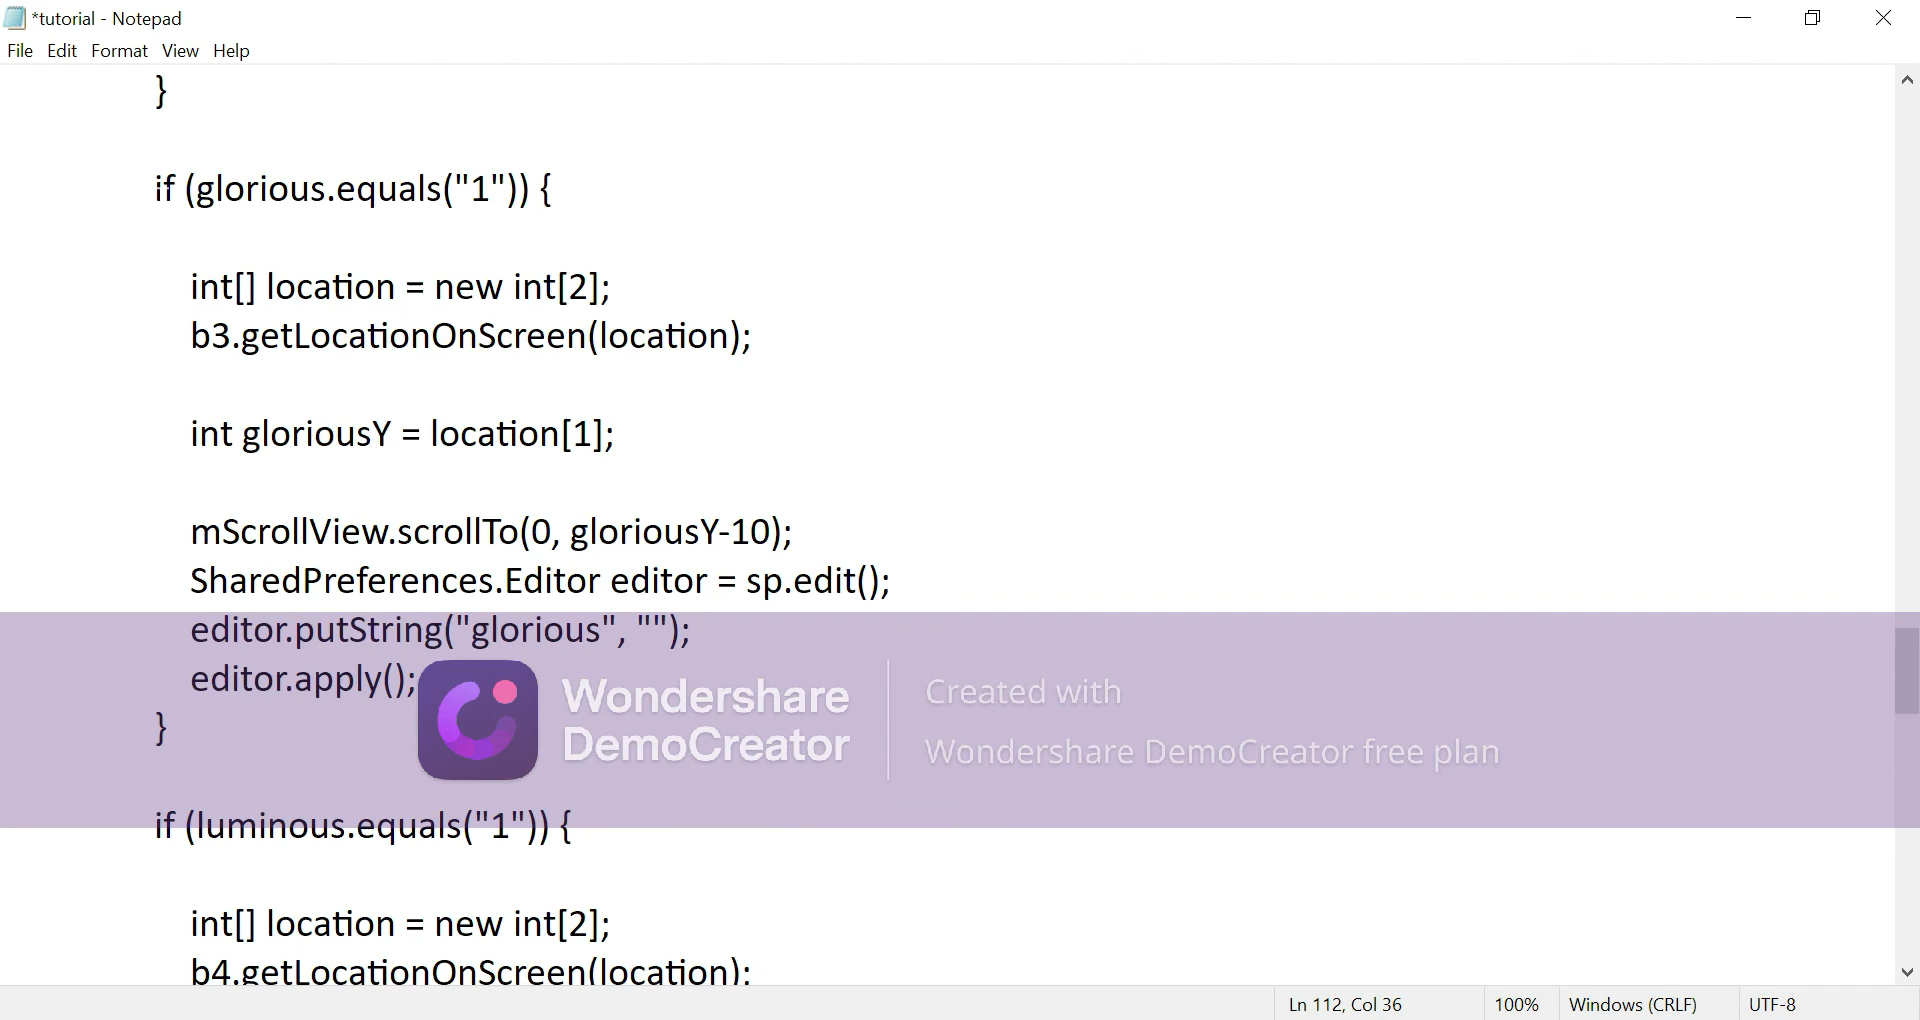 *tutorial - Notepad
File Edit Format View Help
}
if (glorious.equals("1")) {
int[] location = new int[2];
b3.getLocationOnScreen(location);
int gloriousY = location[1];
mScrollView.scrollTo(0, gloriousY-10);
SharedPreferences.Editor editor = sp.edit();
editor.putString("glorious", "");
editor.apply();
}
Wondershare
DemoCreator
Created with
Wondershare DemoCreator free plan
if (luminous.equals("1")) {
int[] location = new int[2];
b4.getLocationOnScreen(location);
Ln 112, Col 36 100% Windows (CRLF) UTF-8